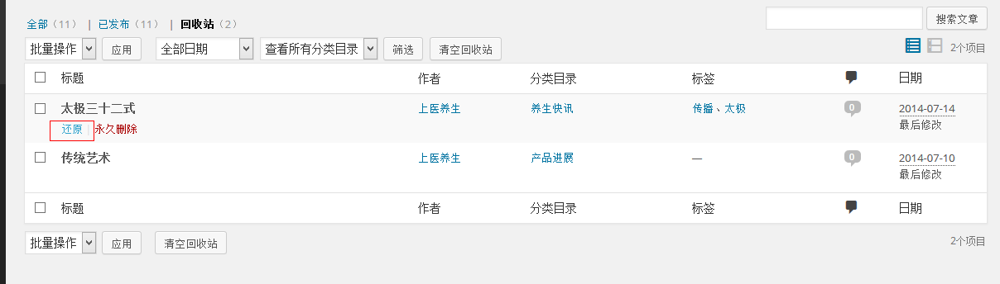 全部（11） | 已发布（11） | 回收站（2） 搜索文章
批量操作 应用 全部日期 查看所有分类目录 筛选 清空回收站 2个项目
标题 作者 分类目录 标签 日期
太极三十二式 上医养生 养生快讯 传播、太极 0 2014-07-14
还原 | 永久删除 最后修改
传统艺术 上医养生 产品进展 — 0 2014-07-10
最后修改
标题 作者 分类目录 标签 日期
批量操作 应用 清空回收站 2个项目